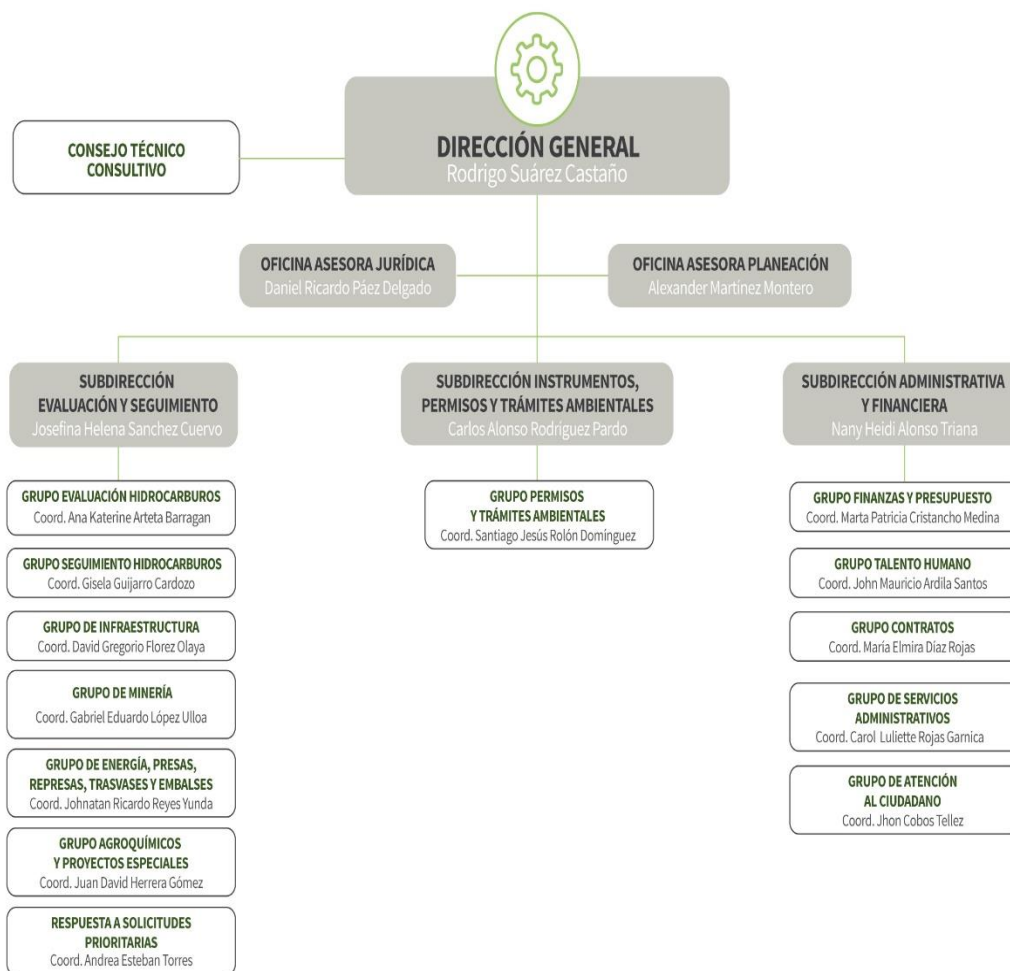 DIRECCIÓN GENERAL
Rodrigo Suárez Castaño
CONSEJO TÉCNICO
CONSULTIVO
OFICINA ASESORA JURÍDICA
Daniel Ricardo Páez Delgado
OFICINA ASESORA PLANEACIÓN
Alexander Martínez Montero
SUBDIRECCIÓN
EVALUACIÓN Y SEGUIMIENTO
Josefina Helena Sanchez Cuervo
GRUPO EVALUACIÓN HIDROCARBUROS
Coord. Ana Katerine Arteta Barragan
GRUPO SEGUIMIENTO HIDROCARBUROS
Coord. Gisela Guijarro Cardozo
GRUPO DE INFRAESTRUCTURA
Coord. David Gregorio Florez Olaya
GRUPO DE MINERÍA
Coord. Gabriel Eduardo López Ulloa
GRUPO DE ENERGÍA, PRESAS,
REPRESAS, TRASVASES Y EMBALSES
Coord. Johnatan Ricardo Reyes Yunda
GRUPO AGROQUÍMICOS
Y PROYECTOS ESPECIALES
Coord. Juan David Herrera Gómez
RESPUESTA A SOLICITUDES
PRIORITARIAS
Coord. Andrea Esteban Torres
SUBDIRECCIÓN INSTRUMENTOS,
PERMISOS Y TRÁMITES AMBIENTALES
Carlos Alonso Rodríguez Pardo
GRUPO PERMISOS
Y TRÁMITES AMBIENTALES
Coord. Santiago Jesús Rolón Domínguez
SUBDIRECCIÓN ADMINISTRATIVA
Y FINANCIERA
Nany Heidi Alonso Triana
GRUPO FINANZAS Y PRESUPUESTO
Coord. Marta Patricia Cristancho Medina
GRUPO TALENTO HUMANO
Coord. John Mauricio Ardila Santos
GRUPO CONTRATOS
Coord. María Elmira Díaz Rojas
GRUPO DE SERVICIOS
ADMINISTRATIVOS
Coord. Carol Luliette Rojas Garnica
GRUPO DE ATENCIÓN
AL CIUDADANO
Coord. Jhon Cobos Tellez